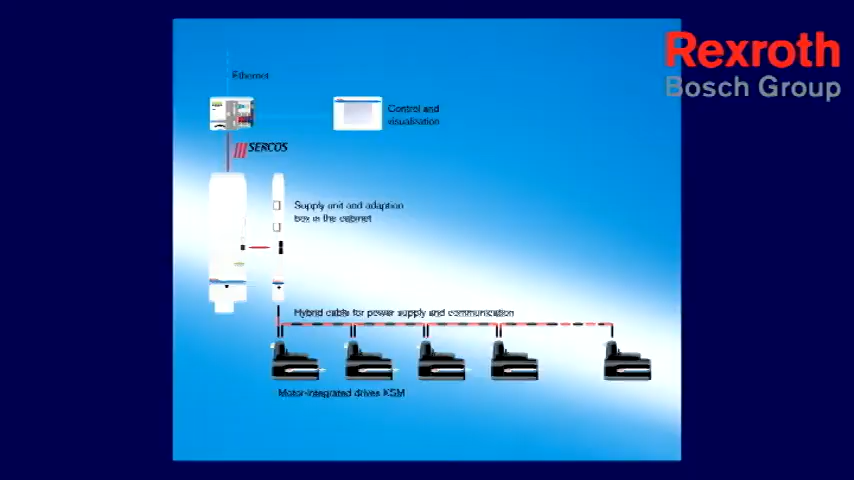 Rexroth
Bosch Group
Ethernet
Control and
visualisation
SERCOS
Supply unit and adaption
box in the cabinet
Hybrid cable for power supply and communication
Motor-integrated drives KSM